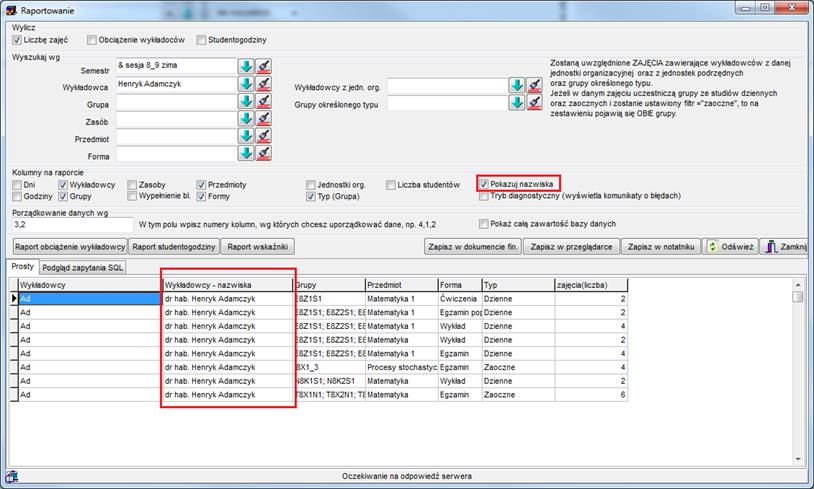 Raportowanie
Wylicz
Liczbę zajęć Obciążenie wykładoców Studentogodziny
Wyszukaj wg
Semestr & sesja 8_9 zima
Wykładowca Henryk Adamczyk
Grupa
Zasób
Przedmiot
Forma
Wykładowcy z jedn. org.
Grupy określonego typu
Zostaną uwzględnione ZAJĘCIA zawierające wykładowców z danej
jednostki organizacyjnej oraz z jednostek podrzędnych
oraz grupy określonego typu.
Jeżeli w danym zajęciu uczestniczą grupy ze studiów dziennych
oraz zaocznych i zostanie ustawiony filtr ="zaoczne", to na
zestawieniu pojawią się OBIE grupy.
Kolumny na raporcie
Dni Wykładowcy Zasoby Przedmioty Jednostki org. Liczba studentów Pokazuj nazwiska
Godziny Grupy Wypełnienie bl. Formy Typ (Grupa) Tryb diagnostyczny (wyświetla komunikaty o błędach)
Porządkowanie danych wg
3,2 W tym polu wpisz numery kolumn, wg których chcesz uporządkować dane, np. 4,1,2 Pokaż całą zawartość bazy danych
Raport obciążenie wykładowcy Raport studentogodziny Raport wskaźniki Zapisz w dokumencie fin. Zapisz w przeglądarce Zapisz w notatniku Odśwież Zamknij
Prosty Podgląd zapytania SQL
Wykładowcy Wykładowcy - nazwiska Grupy Przedmiot Forma Typ zajęcia(liczba)
Ad dr hab. Henryk Adamczyk E8Z1S1 Matematyka 1 Ćwiczenia Dzienne 2
Ad dr hab. Henryk Adamczyk E8Z1S1; E8Z2S1; E8 Matematyka 1 Egzamin pop Dzienne 2
Ad dr hab. Henryk Adamczyk E8Z1S1; E8Z2S1; E8 Matematyka 1 Wykład Dzienne 4
Ad dr hab. Henryk Adamczyk E8Z1S1; E8Z2S1; E8 Matematyka Wykład Dzienne 2
Ad dr hab. Henryk Adamczyk E8Z1S1; E8Z2S1; E8 Matematyka 1 Egzamin Dzienne 4
Ad dr hab. Henryk Adamczyk I8X1_3 Procesy stochastyc Egzamin Zaoczne 4
Ad dr hab. Henryk Adamczyk N8K1S1; N8K2S1 Matematyka Wykład Dzienne 2
Ad dr hab. Henryk Adamczyk T8X1N1; T8X2N1; T8 Matematyka Egzamin Zaoczne 6
Oczekiwanie na odpowiedź serwera